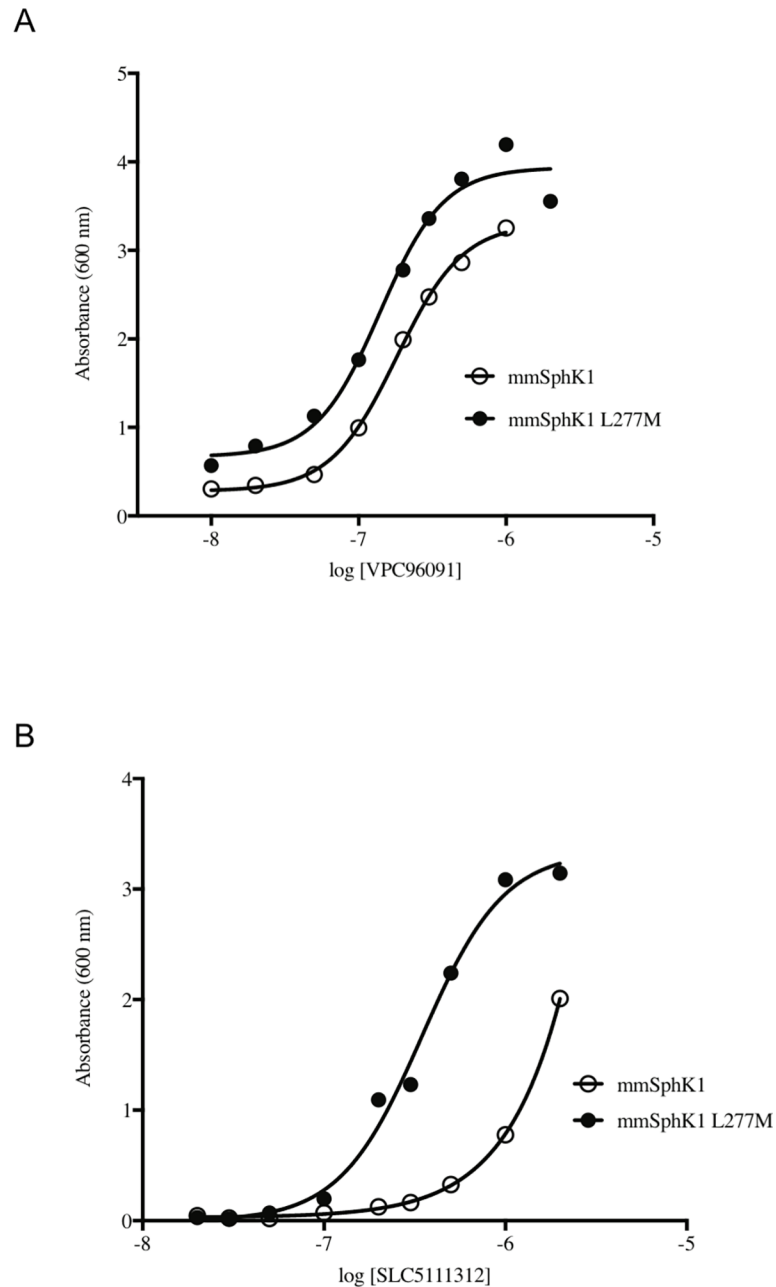 A
5
4
3
2
1
0
Absorbance (600 nm)
mmSphK1
mmSphK1 L277M
-8 -7 -6 -5
log [VPC96091]
B
4
3
2
1
0
Absorbance (600 nm)
mmSphK1
mmSphK1 L277M
-8 -7 -6 -5
log [SLC5111312]